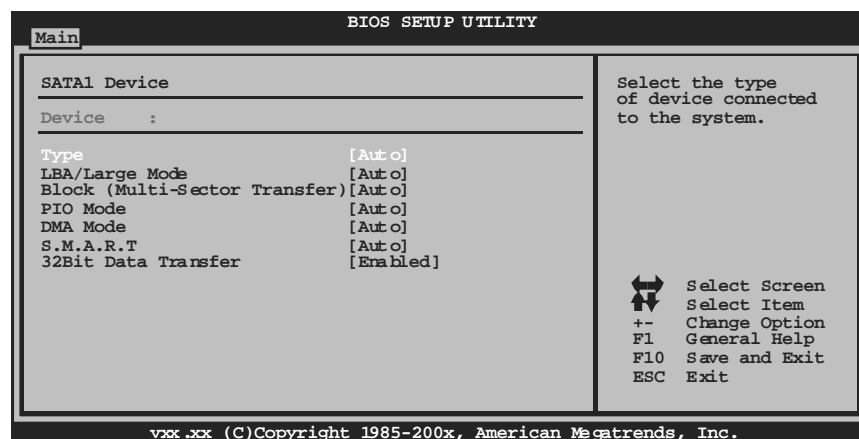 BIOS SETUP UTILITY
Main
SATA1 Device
Device :
Type [Auto]
LBA/Large Mode [Auto]
Block (Multi-Sector Transfer)[Auto]
PIO Mode [Auto]
DMA Mode [Auto]
S.M.A.R.T [Auto]
32Bit Data Transfer [Enabled]
Select the type
of device connected
to the system.
Select Screen
Select Item
+- Change Option
F1 General Help
F10 Save and Exit
ESC Exit
vxx.xx (C)Copyright 1985-200x, American Megatrends, Inc.